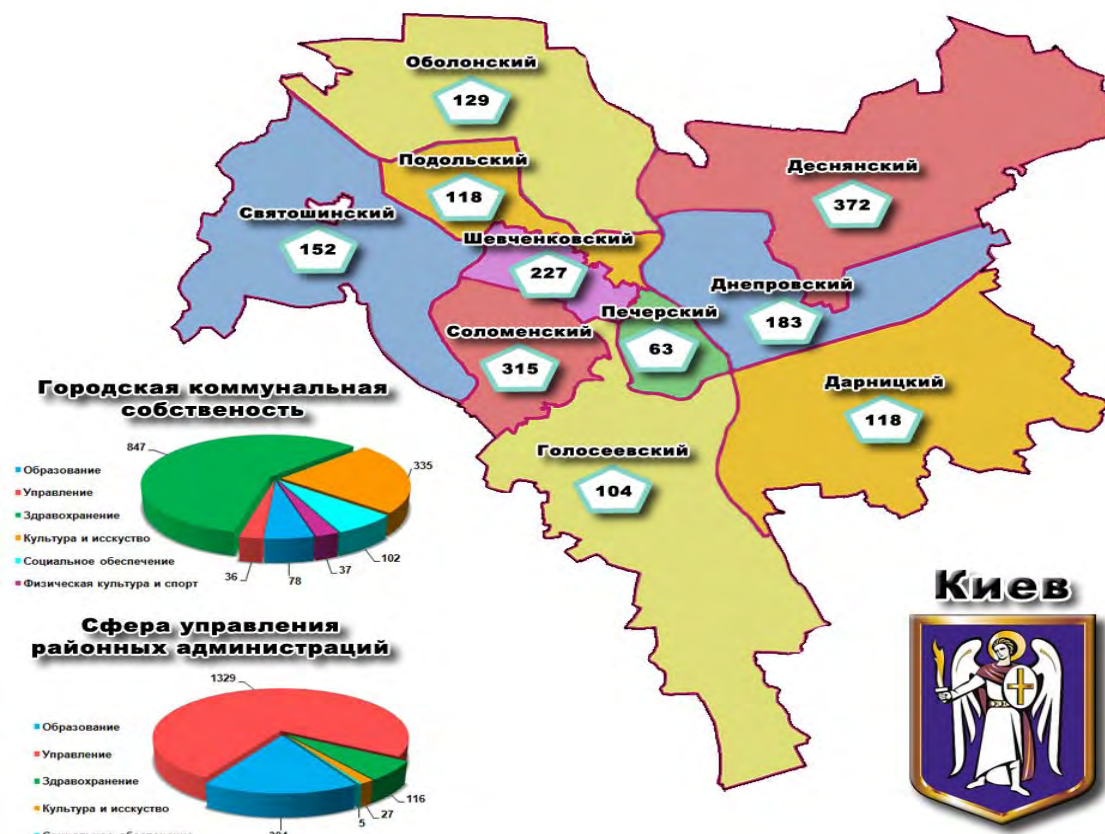 Оболонский
129
Подольский
118
Деснянский
372
Святошинский
152
Шевченковский
227
Днепровский
183
Печерский
63
Соломенский
315
Дарницкий
118
Голосеевский
104
Городская коммунальная
собственость
847
335
102
37
78
36
Образование
Управление
Здравохранение
Культура и исскуство
Социальное обеспечение
Физическая культура и спорт
Сфера управления
районных администраций
1329
116
27
5
Образование
Управление
Здравохранение
Культура и исскуство
Киев